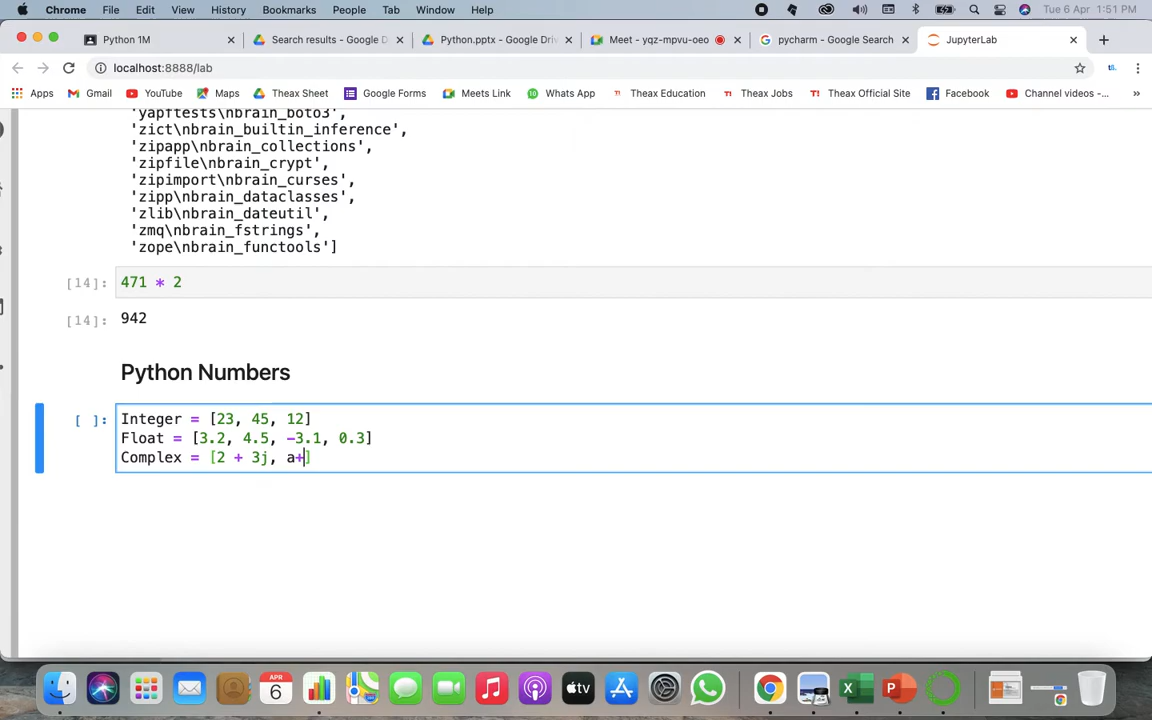 Chrome File Edit View History Bookmarks People Tab Window Help Tue 6 Apr 1:51 PM
Python 1M Search results - Google D Python.pptx - Google Driv Meet - yqz-mpvu-oeo pycharm - Google Search JupyterLab
localhost:8888/lab
Apps Gmail YouTube Maps Theax Sheet Google Forms Meets Link Whats App Theax Education Theax Jobs Theax Official Site Facebook Channel videos -...
'yapftests\nbrain_boto3',
'zict\nbrain_builtin_inference',
'zipapp\nbrain_collections',
'zipfile\nbrain_crypt',
'zipimport\nbrain_curses',
'zipp\nbrain_dataclasses',
'zlib\nbrain_dateutil',
'zmq\nbrain_fstrings',
'zope\nbrain_functools']
[14]: 471 * 2
[14]: 942
Python Numbers
[ ]: Integer = [23, 45, 12]
Float = [3.2, 4.5, -3.1, 0.3]
Complex = [2 + 3j, a+]
APR
6
tv